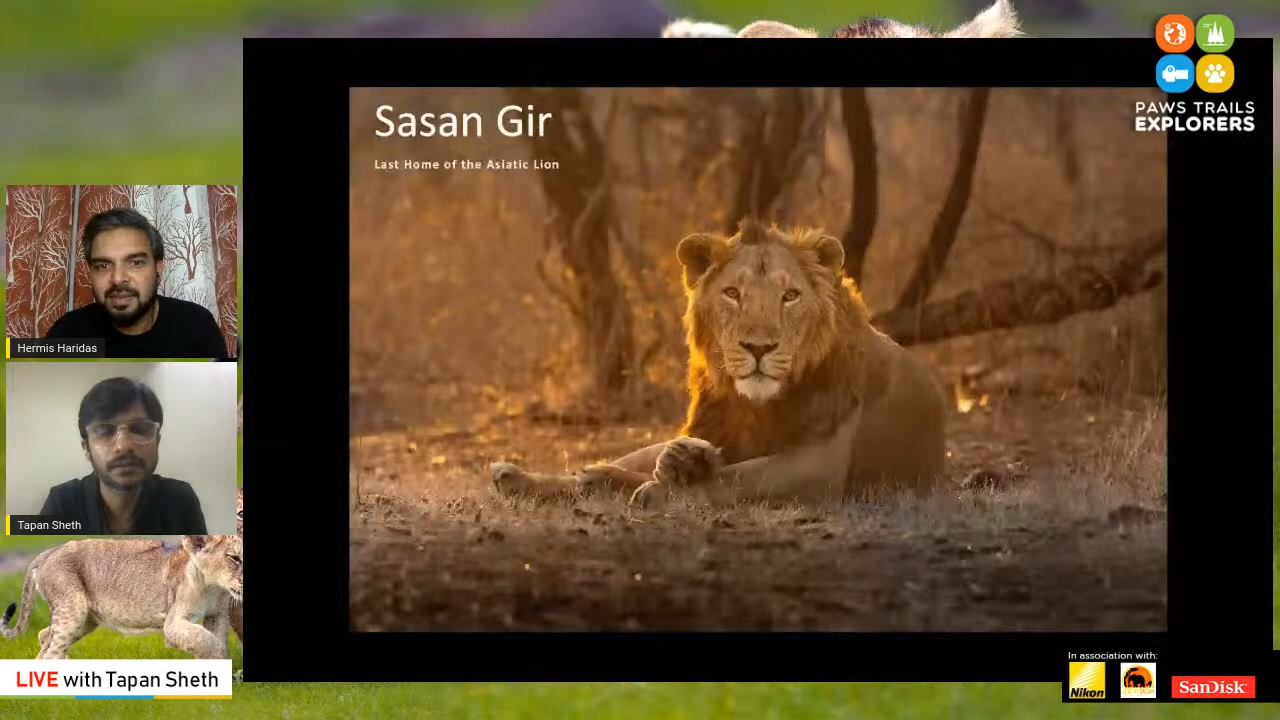 Sasan Gir
Last Home of the Asiatic Lion
PAWS TRAILS
EXPLORERS
Hermis Haridas
Tapan Sheth
LIVE with Tapan Sheth
In association with:
Nikon
SanDisk